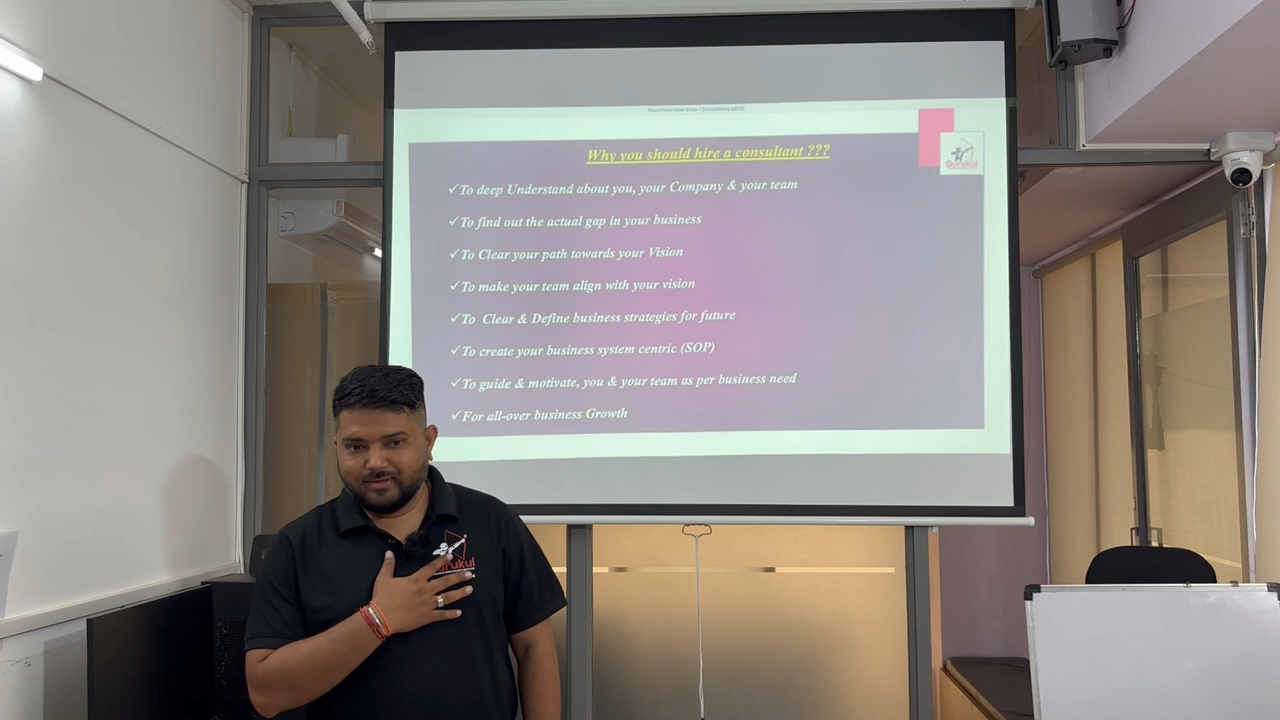 Why you should hire a consultant ???
Gurukul
✓To deep Understand about you, your Company & your team
✓To find out the actual gap in your business
✓To Clear your path towards your Vision
✓To make your team align with your vision
✓To Clear & Define business strategies for future
✓To create your business system centric (SOP)
✓To guide & motivate, you & your team as per business need
✓For all-over business Growth
urukul